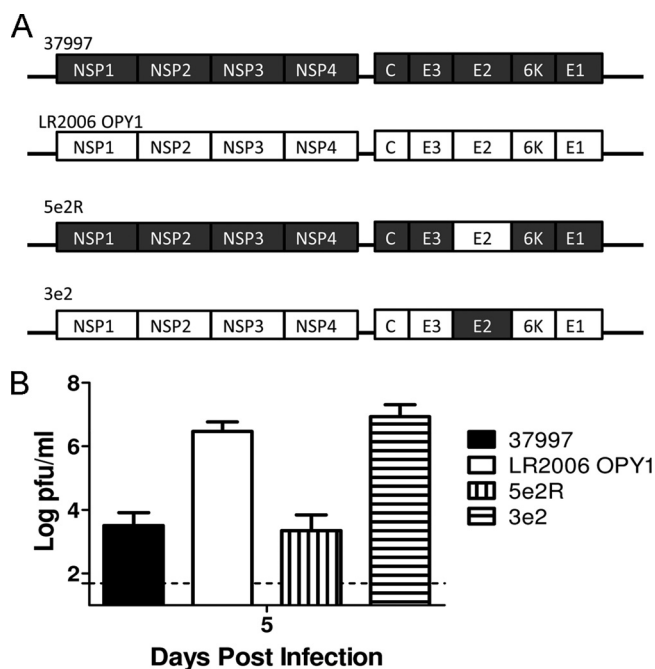 A
37997
NSP1 NSP2 NSP3 NSP4 C E3 E2 6K E1
LR2006 OPY1
NSP1 NSP2 NSP3 NSP4 C E3 E2 6K E1
5e2R
NSP1 NSP2 NSP3 NSP4 C E3 E2 6K E1
3e2
NSP1 NSP2 NSP3 NSP4 C E3 E2 6K E1
B
8
6
4
2
Log pfu/ml
5
Days Post Infection
37997
LR2006 OPY1
5e2R
3e2